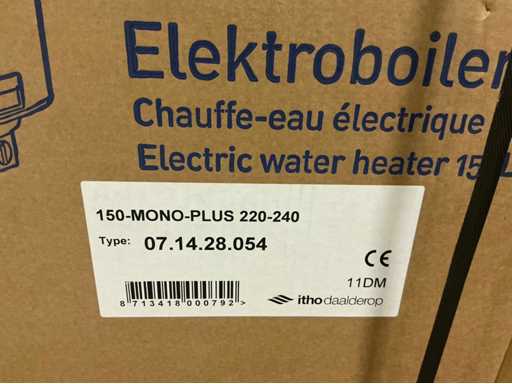 Elektroboiler
Chauffe-eau électrique
Electric water heater
150-MONO-PLUS 220-240
Type: 07.14.28.054
CE
11DM
8 713418 000792>
itho daalderop